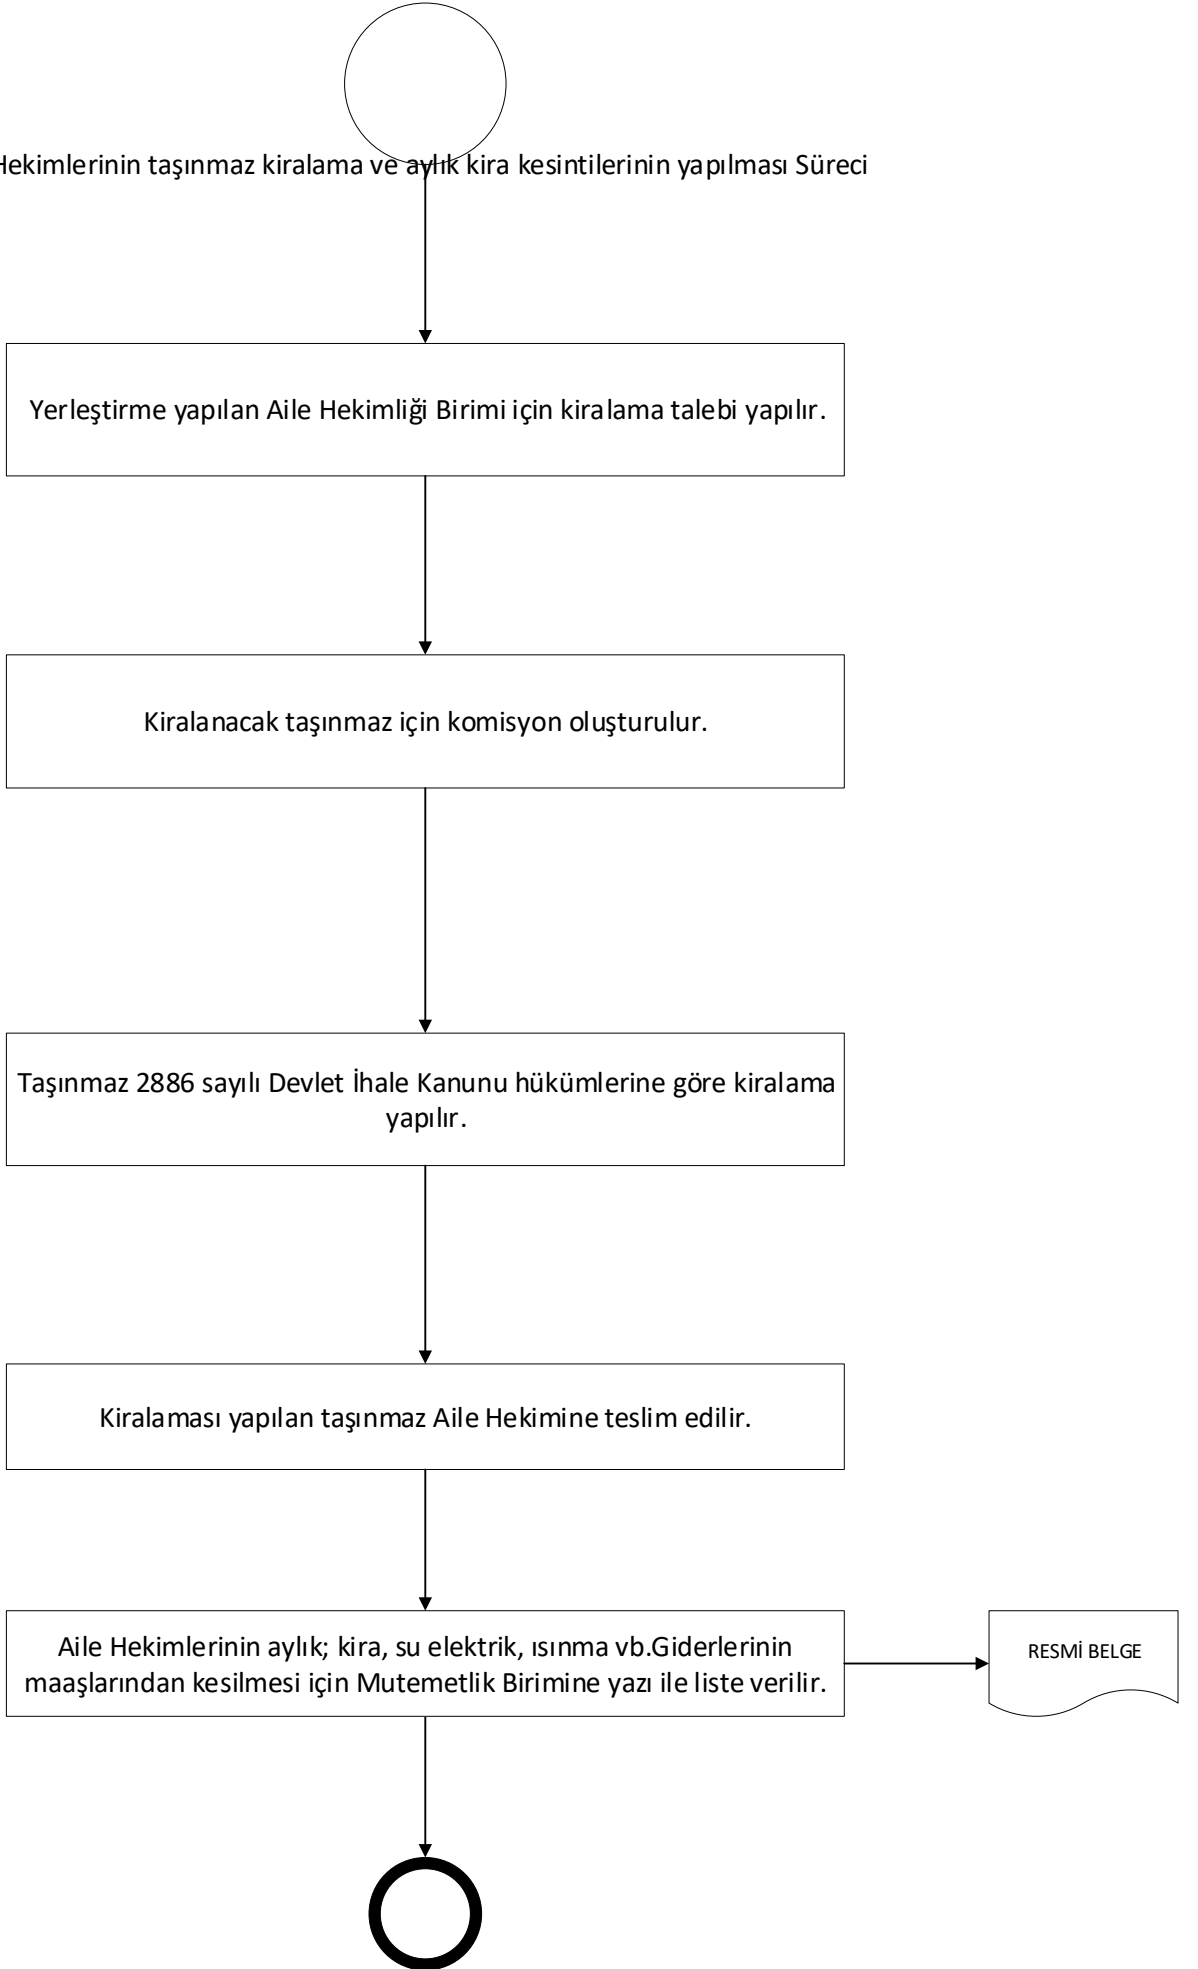 Hekimlerinin taşınmaz kiralama ve aylık kira kesintilerinin yapılması Süreci
Yerleştirme yapılan Aile Hekimliği Birimi için kiralama talebi yapılır.
Kiralanacak taşınmaz için komisyon oluşturulur.
Taşınmaz 2886 sayılı Devlet İhale Kanunu hükümlerine göre kiralama
yapılır.
Kiralaması yapılan taşınmaz Aile Hekimine teslim edilir.
Aile Hekimlerinin aylık; kira, su elektrik, ısınma vb.Giderlerinin
maaşlarından kesilmesi için Mutemetlik Birimine yazı ile liste verilir.
RESMİ BELGE